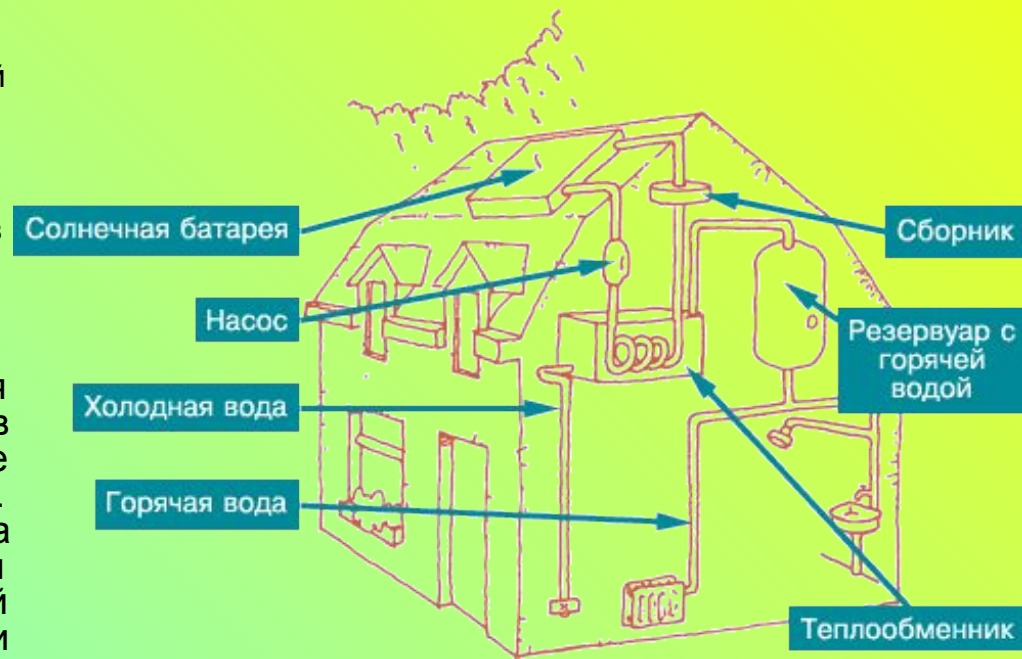 й
в
Солнечная батарея
Насос
я
Холодная вода
в
е
.
Горячая вода
а
и
й
и
Сборник
Резервуар с
горячей
водой
Теплообменник